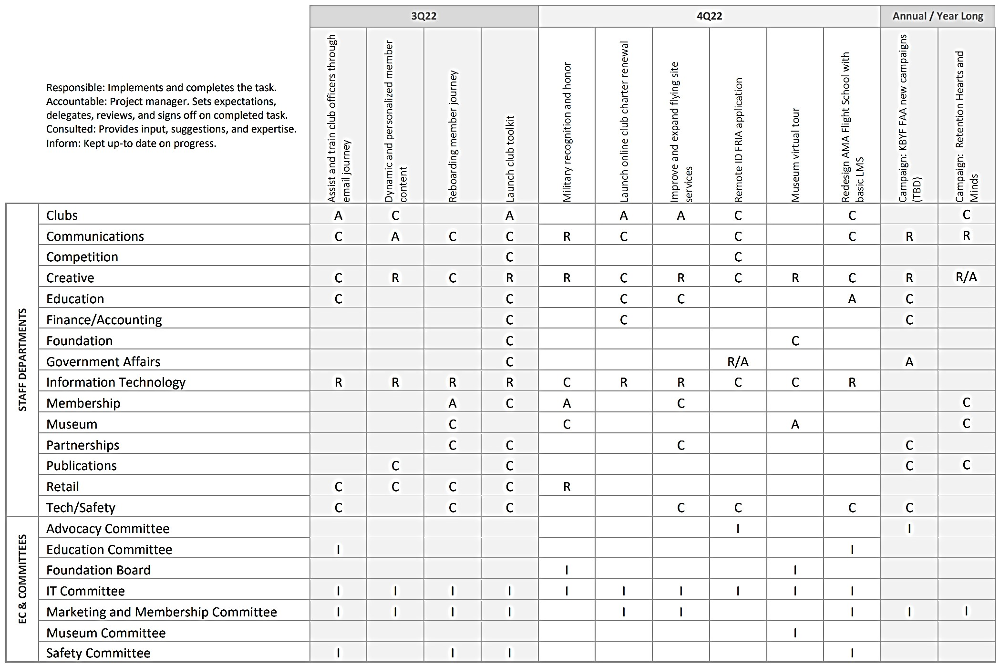 3Q22 4Q22 Annual / Year Long
Responsible: Implements and completes the task.
Accountable: Project manager. Sets expectations,
delegates, reviews, and signs off on completed task.
Consulted: Provides input, suggestions, and expertise.
Inform: Kept up-to date on progress.
Assist and train club officers through
email journey
Dynamic and personalized member
content
Reboarding member journey
Launch club toolkit
Military recognition and honor
Launch online club charter renewal
Improve and expand flying site
services
Remote ID FRIA application
Museum virtual tour
Redesign AMA Flight School with
basic LMS
Campaign: KBYF FAA new campaigns
(TBD)
Campaign: Retention Hearts and
Minds
STAFF DEPARTMENTS
Clubs A C A A A C C C
Communications C A C C R C C C R R
Competition C C
Creative C R C R R C R C R C R R/A
Education C C C C A C
Finance/Accounting C C C
Foundation C C
Government Affairs C R/A A
Information Technology R R R R C R R C C R
Membership A C A C C
Museum C C A C
Partnerships C C C C
Publications C C C C
Retail C C C C R
Tech/Safety C C C C C C C
EC & COMMITTEES
Advocacy Committee I I
Education Committee I I
Foundation Board I I
IT Committee I I I I I I I I I I
Marketing and Membership Committee I I I I I I I I I
Museum Committee I
Safety Committee I I I I